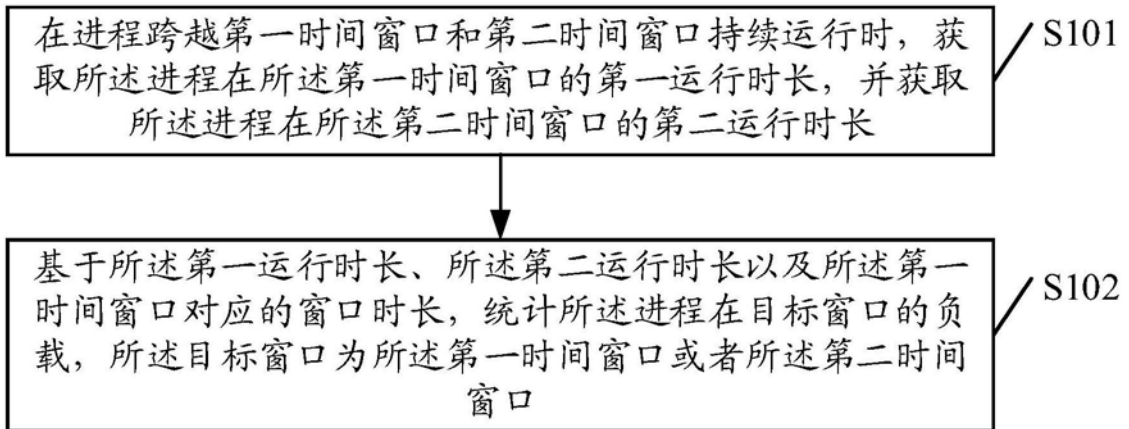 在进程跨越第一时间窗口和第二时间窗口持续运行时，获
取所述进程在所述第一时间窗口的第一运行时长，并获取
所述进程在所述第二时间窗口的第二运行时长
S101
基于所述第一运行时长、所述第二运行时长以及所述第一
时间窗口对应的窗口时长，统计所述进程在目标窗口的负
载，所述目标窗口为所述第一时间窗口或者所述第二时间
窗口
S102